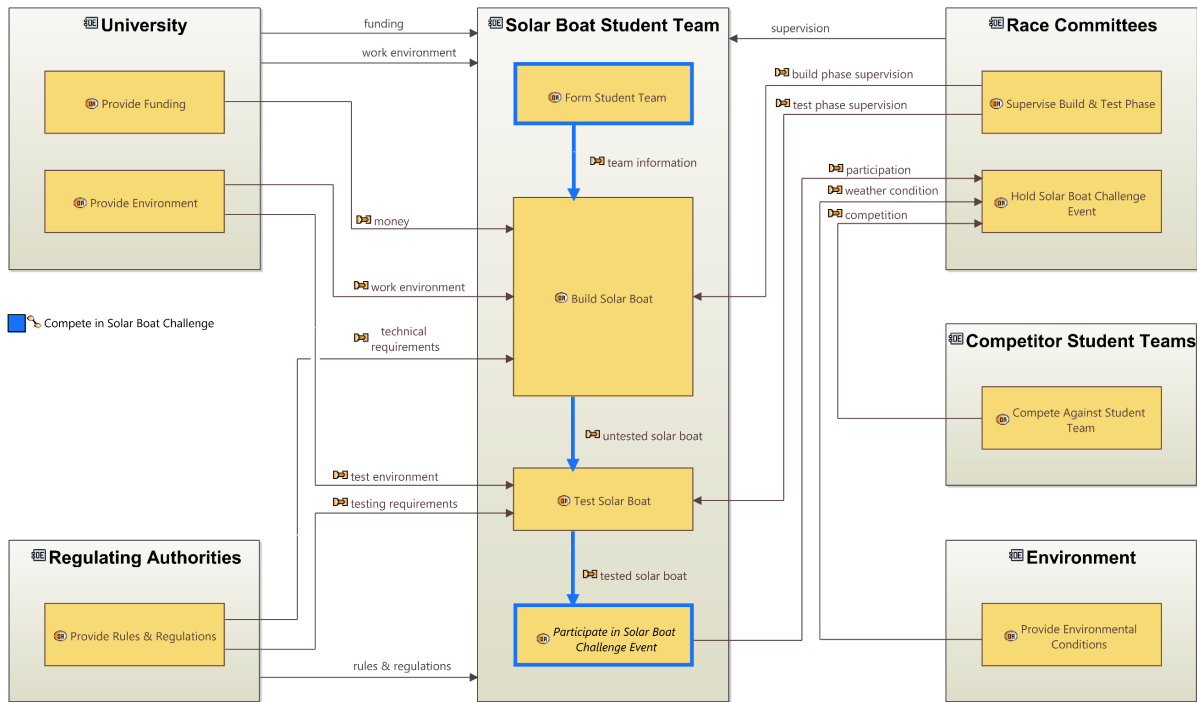 University
Provide Funding
Provide Environment
funding
work environment
Solar Boat Student Team
Form Student Team
team information
money
work environment
Build Solar Boat
technical
requirements
untested solar boat
test environment
testing requirements
Test Solar Boat
tested solar boat
Participate in Solar Boat
Challenge Event
Compete in Solar Boat Challenge
Regulating Authorities
Provide Rules & Regulations
rules & regulations
supervision
build phase supervision
test phase supervision
participation
weather condition
competition
Race Committees
Supervise Build & Test Phase
Hold Solar Boat Challenge
Event
Competitor Student Teams
Compete Against Student
Team
Environment
Provide Environmental
Conditions